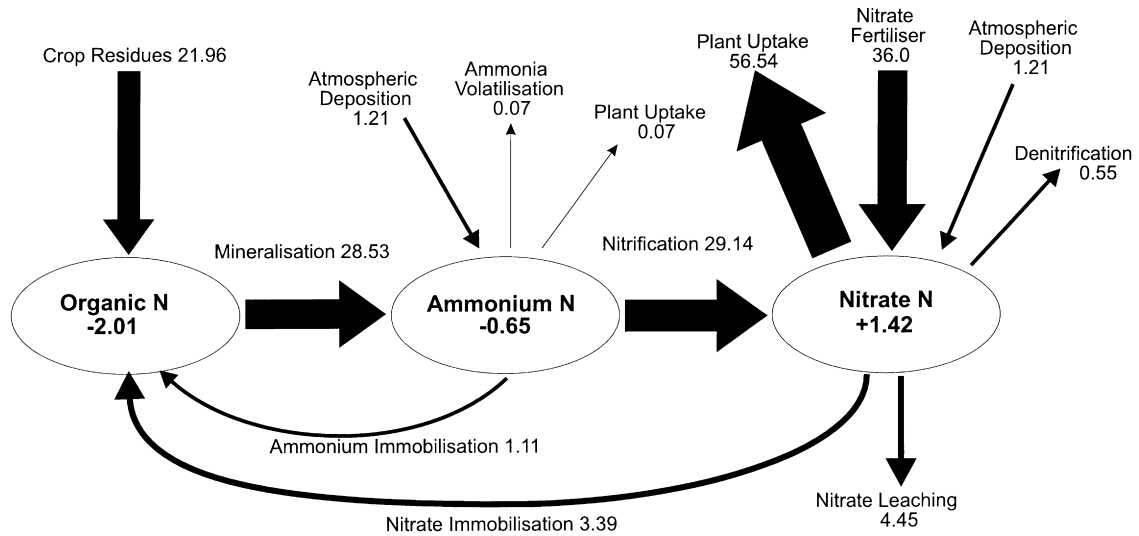 Crop Residues 21.96
Atmospheric
Deposition
1.21
Ammonia
Volatilisation
0.07
Plant Uptake
0.07
Plant Uptake
56.54
Nitrate
Fertiliser
36.0
Atmospheric
Deposition
1.21
Denitrification
0.55
Mineralisation 28.53
Nitrification 29.14
Organic N
-2.01
Ammonium N
-0.65
Nitrate N
+1.42
Ammonium Immobilisation 1.11
Nitrate Immobilisation 3.39
Nitrate Leaching
4.45